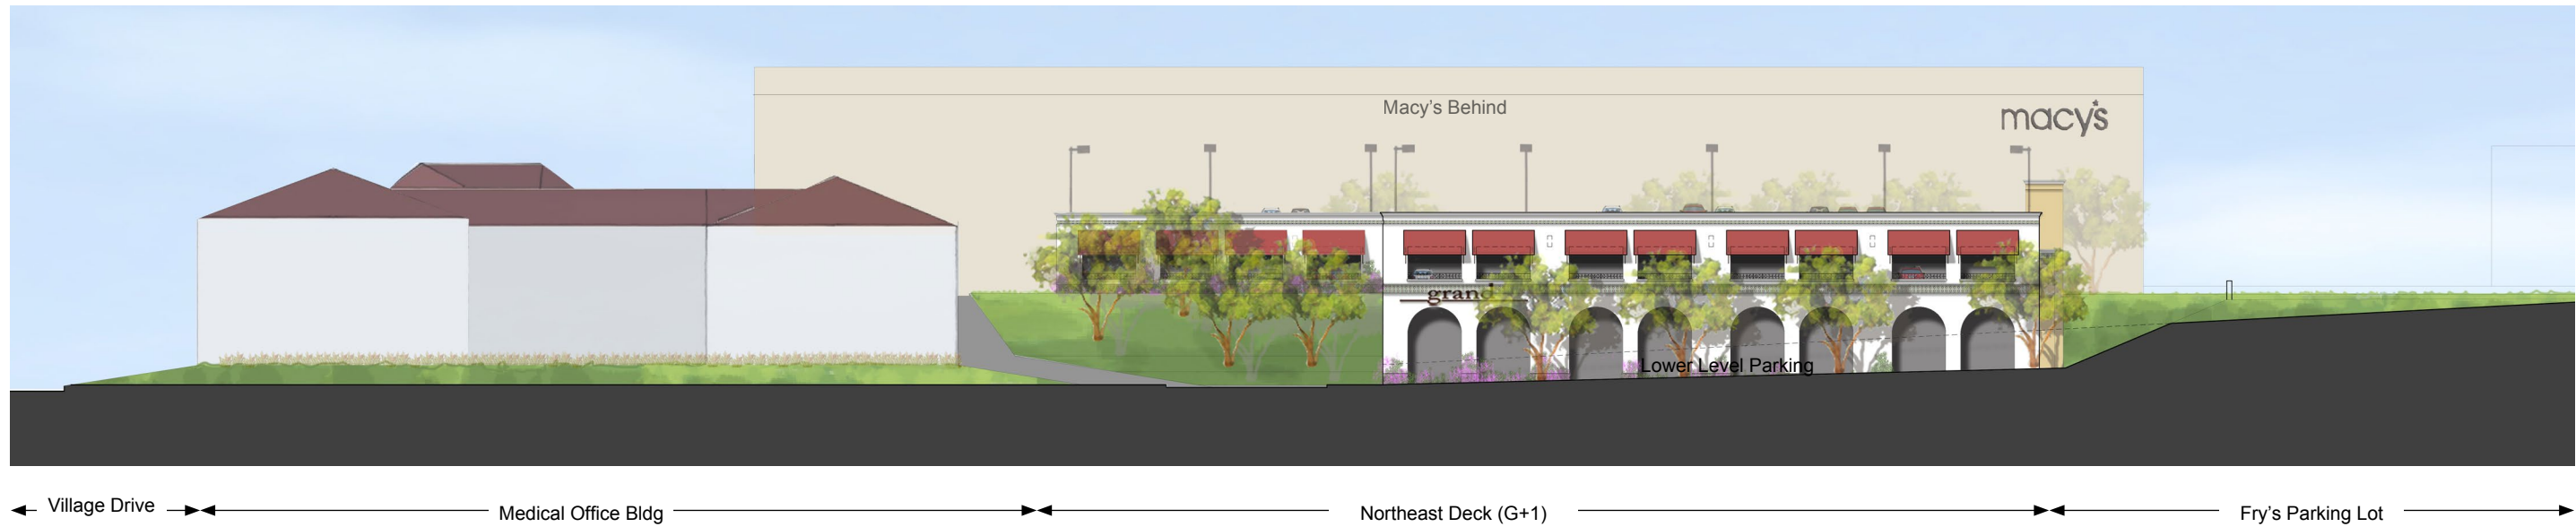 Macy's Behind
macy's
grand
Lower Level Parking
Village Drive
Medical Office Bldg
Northeast Deck (G+1)
Fry's Parking Lot